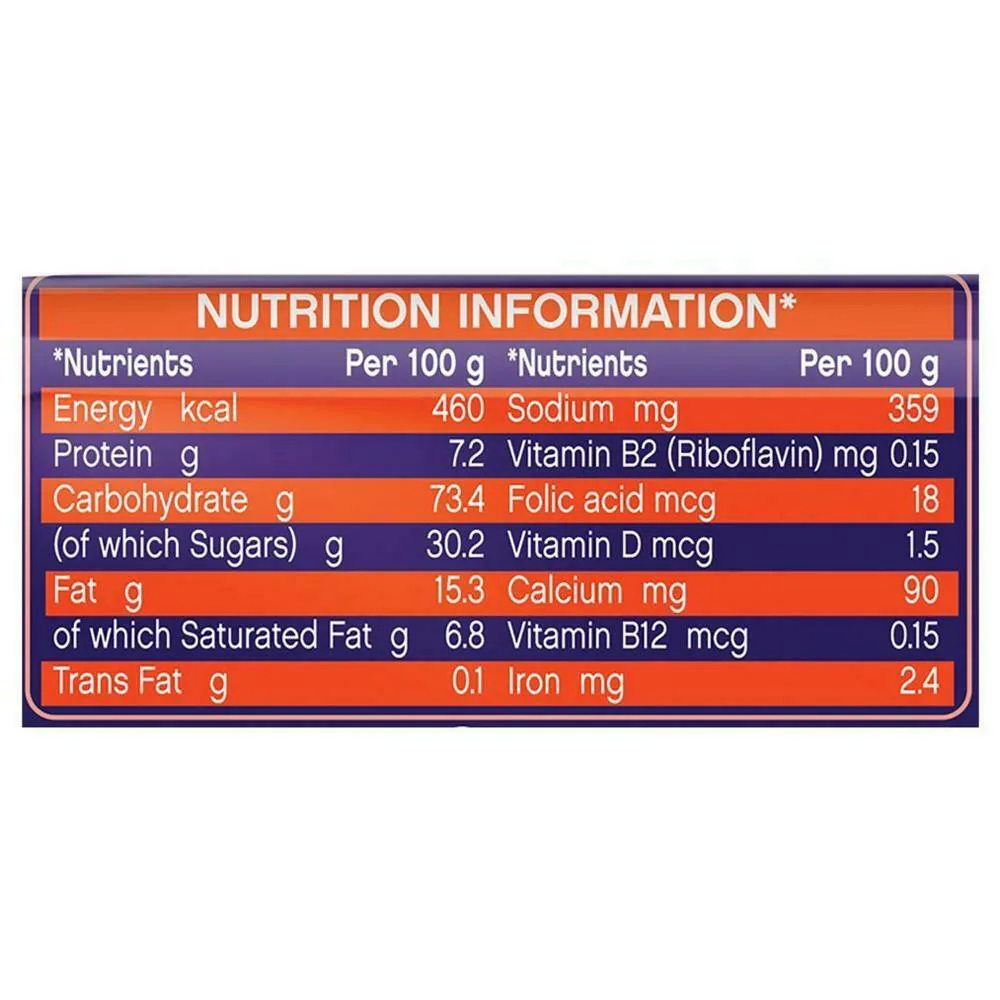 NUTRITION INFORMATION*
*Nutrients Per 100 g *Nutrients Per 100 g
Energy kcal 460 Sodium mg 359
Protein g 7.2 Vitamin B2 (Riboflavin) mg 0.15
Carbohydrate g 73.4 Folic acid mcg 18
(of which Sugars) g 30.2 Vitamin D mcg 1.5
Fat g 15.3 Calcium mg 90
of which Saturated Fat g 6.8 Vitamin B12 mcg 0.15
Trans Fat g 0.1 Iron mg 2.4